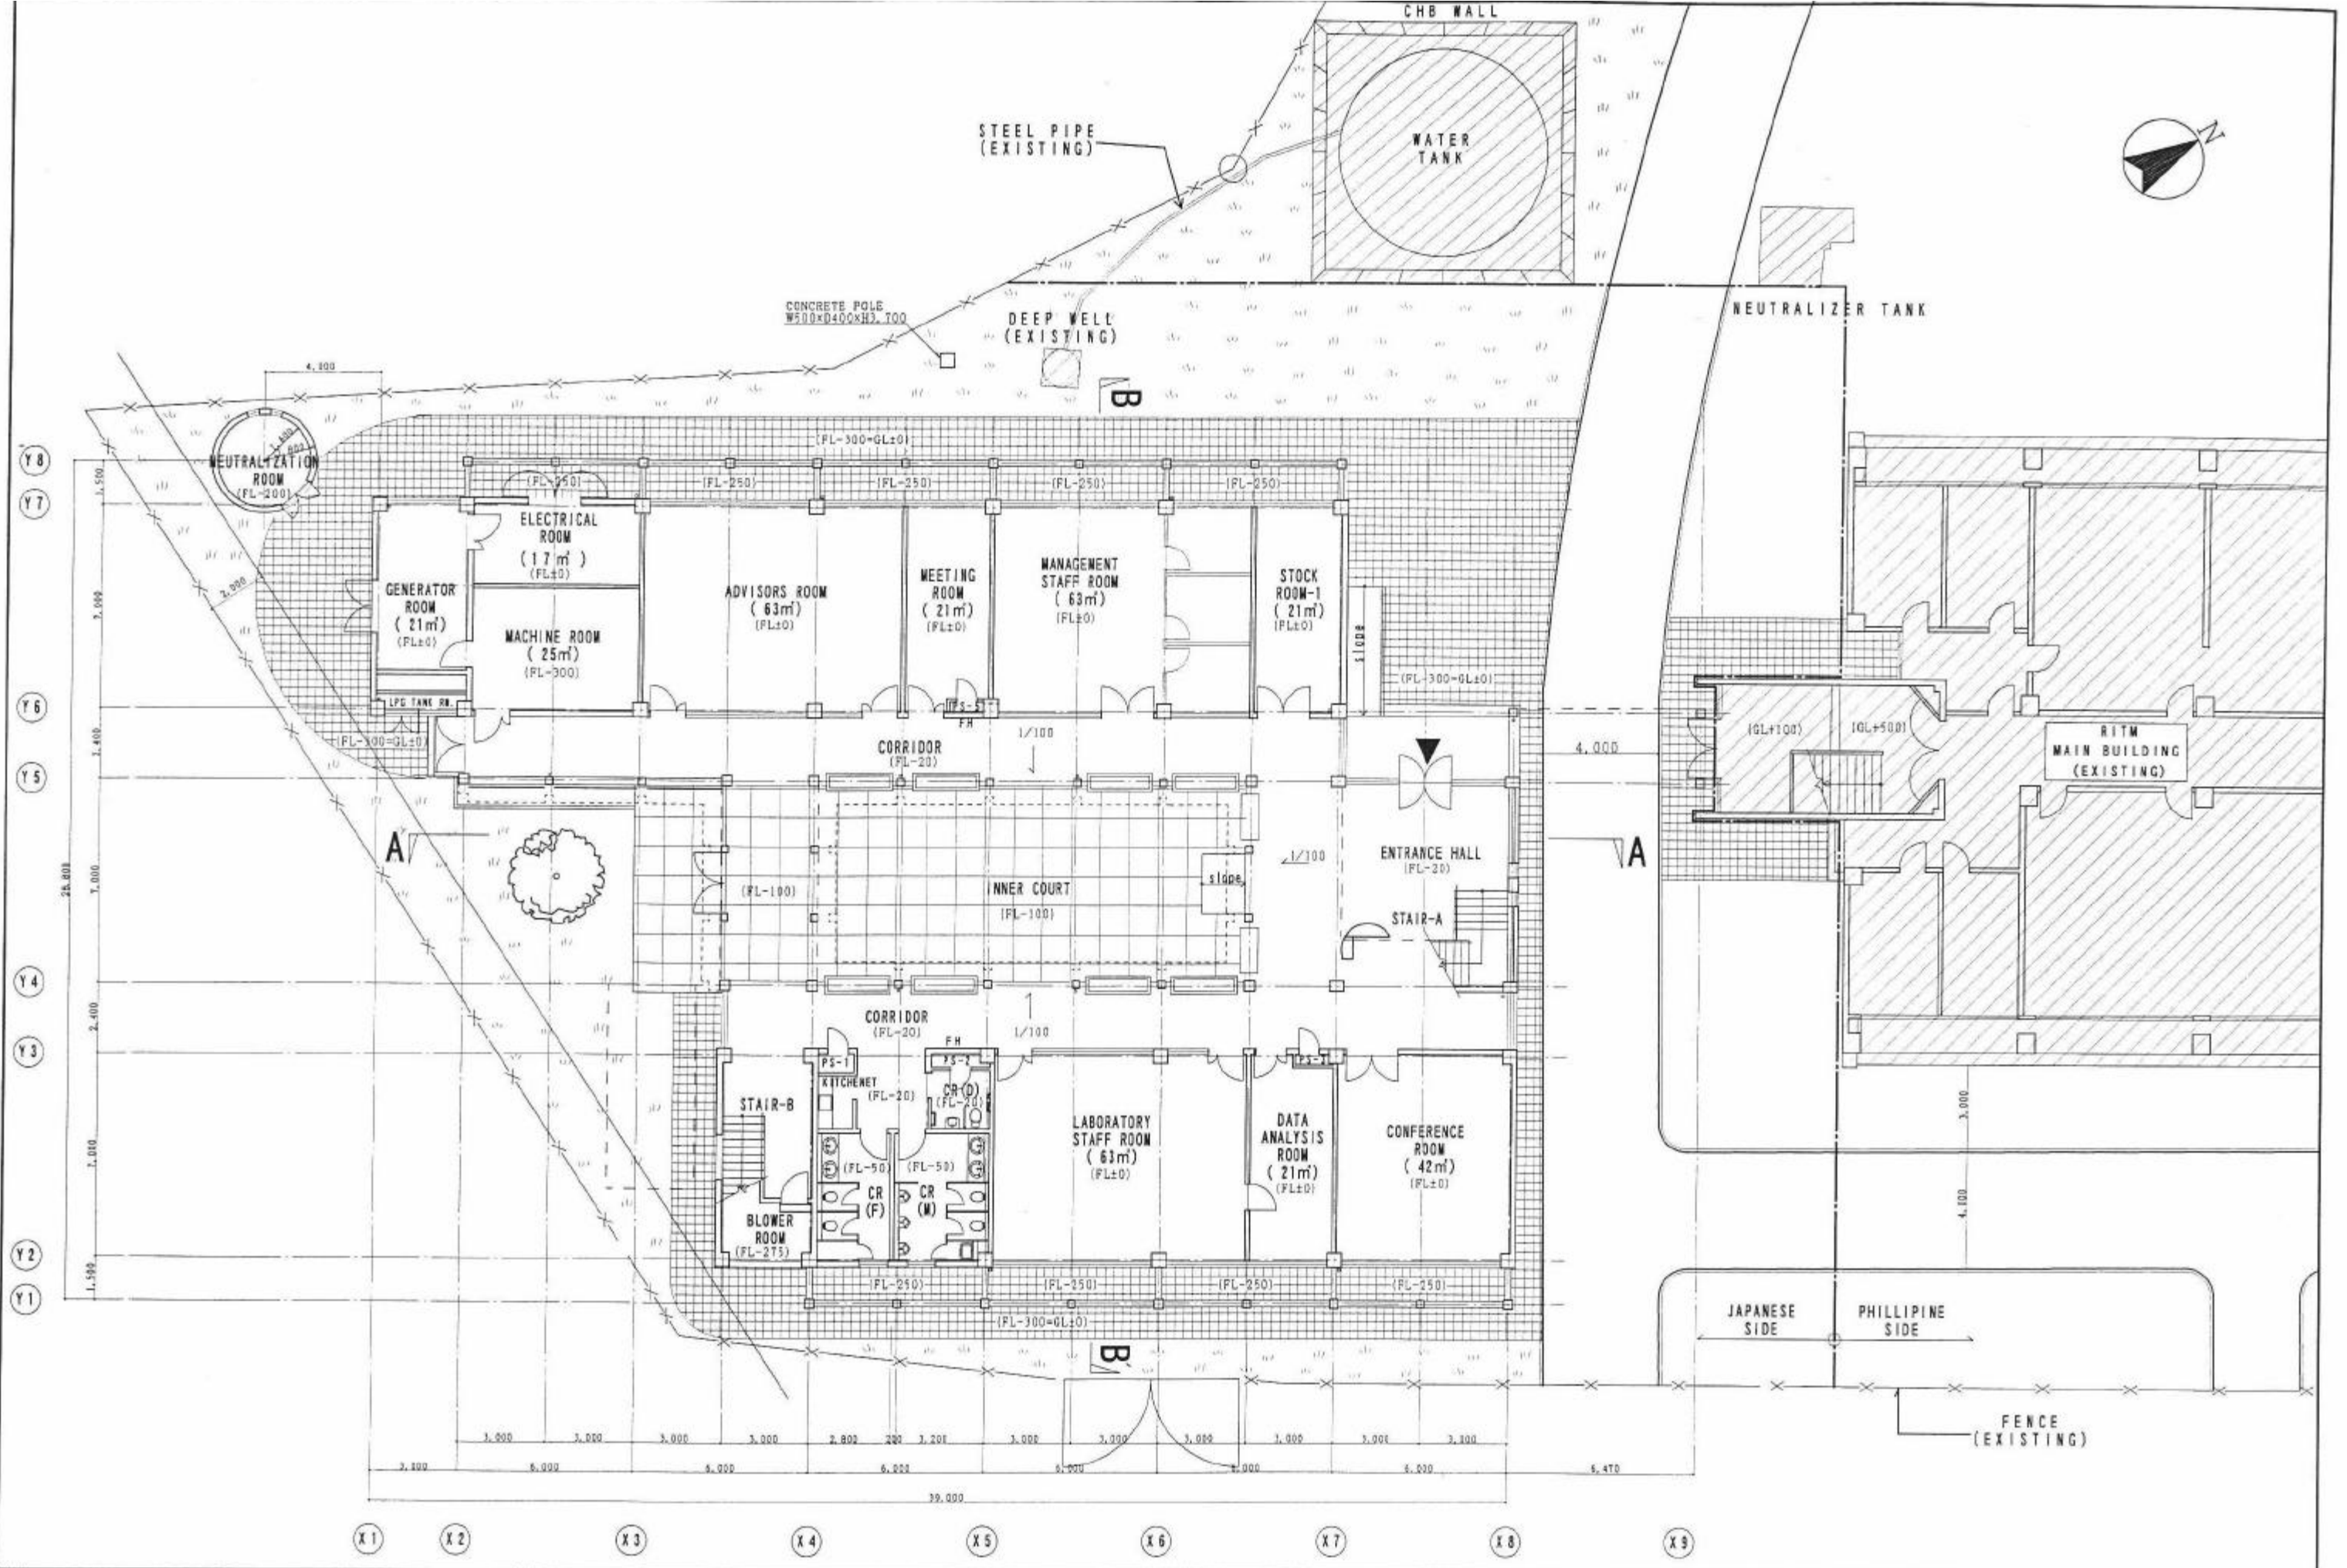 CHB WALL
STEEL PIPE
(EXISTING)
WATER
TANK
N
CONCRETE POLE
W500xD400xH3,700
DEEP WELL
(EXISTING)
NEUTRALIZER TANK
B
(FL-300=GL±0)
Y8
1,500
NEUTRALIZATION
ROOM
(FL-200)
(FL-250)
(FL-250)
(FL-250)
(FL-250)
(FL-250)
Y7
ELECTRICAL
ROOM
(17㎡)
(FL±0)
GENERATOR
ROOM
(21㎡)
(FL±0)
MACHINE ROOM
(25㎡)
(FL-300)
ADVISORS ROOM
(63㎡)
(FL±0)
MEETING
ROOM
(21㎡)
(FL±0)
MANAGEMENT
STAFF ROOM
(63㎡)
(FL±0)
STOCK
ROOM-1
(21㎡)
(FL±0)
slope
(FL-300=GL±0)
2,000
7,000
Y6
LPG TANK RM.
FH
(FL-300=GL±0)
2,400
CORRIDOR
(FL-20)
1/100
4,000
(GL+100)
(GL+500)
RITM
MAIN BUILDING
(EXISTING)
Y5
A
A
7,000
(FL-100)
INNER COURT
(FL-100)
slope
1/100
ENTRANCE HALL
(FL-20)
STAIR-A
Y4
2,400
CORRIDOR
(FL-20)
1/100
FH
Y3
PS-1
PS-2
KITCHENET
(FL-20)
CR(D)
(FL-20)
STAIR-B
LABORATORY
STAFF ROOM
(63㎡)
(FL±0)
DATA
ANALYSIS
ROOM
(21㎡)
(FL±0)
CONFERENCE
ROOM
(42㎡)
(FL±0)
3,000
7,000
(FL-50)
(FL-50)
CR
(F)
CR
(M)
BLOWER
ROOM
(FL-275)
Y2
1,500
(FL-250)
(FL-250)
(FL-250)
(FL-250)
Y1
(FL-300=GL±0)
JAPANESE
SIDE
PHILLIPINE
SIDE
B'
FENCE
(EXISTING)
3,000
3,000
3,000
3,000
2,800
200
3,200
3,000
3,000
3,000
3,000
3,000
6,000
6,000
6,000
6,000
6,000
6,000
6,470
39,000
X1
X2
X3
X4
X5
X6
X7
X8
X9